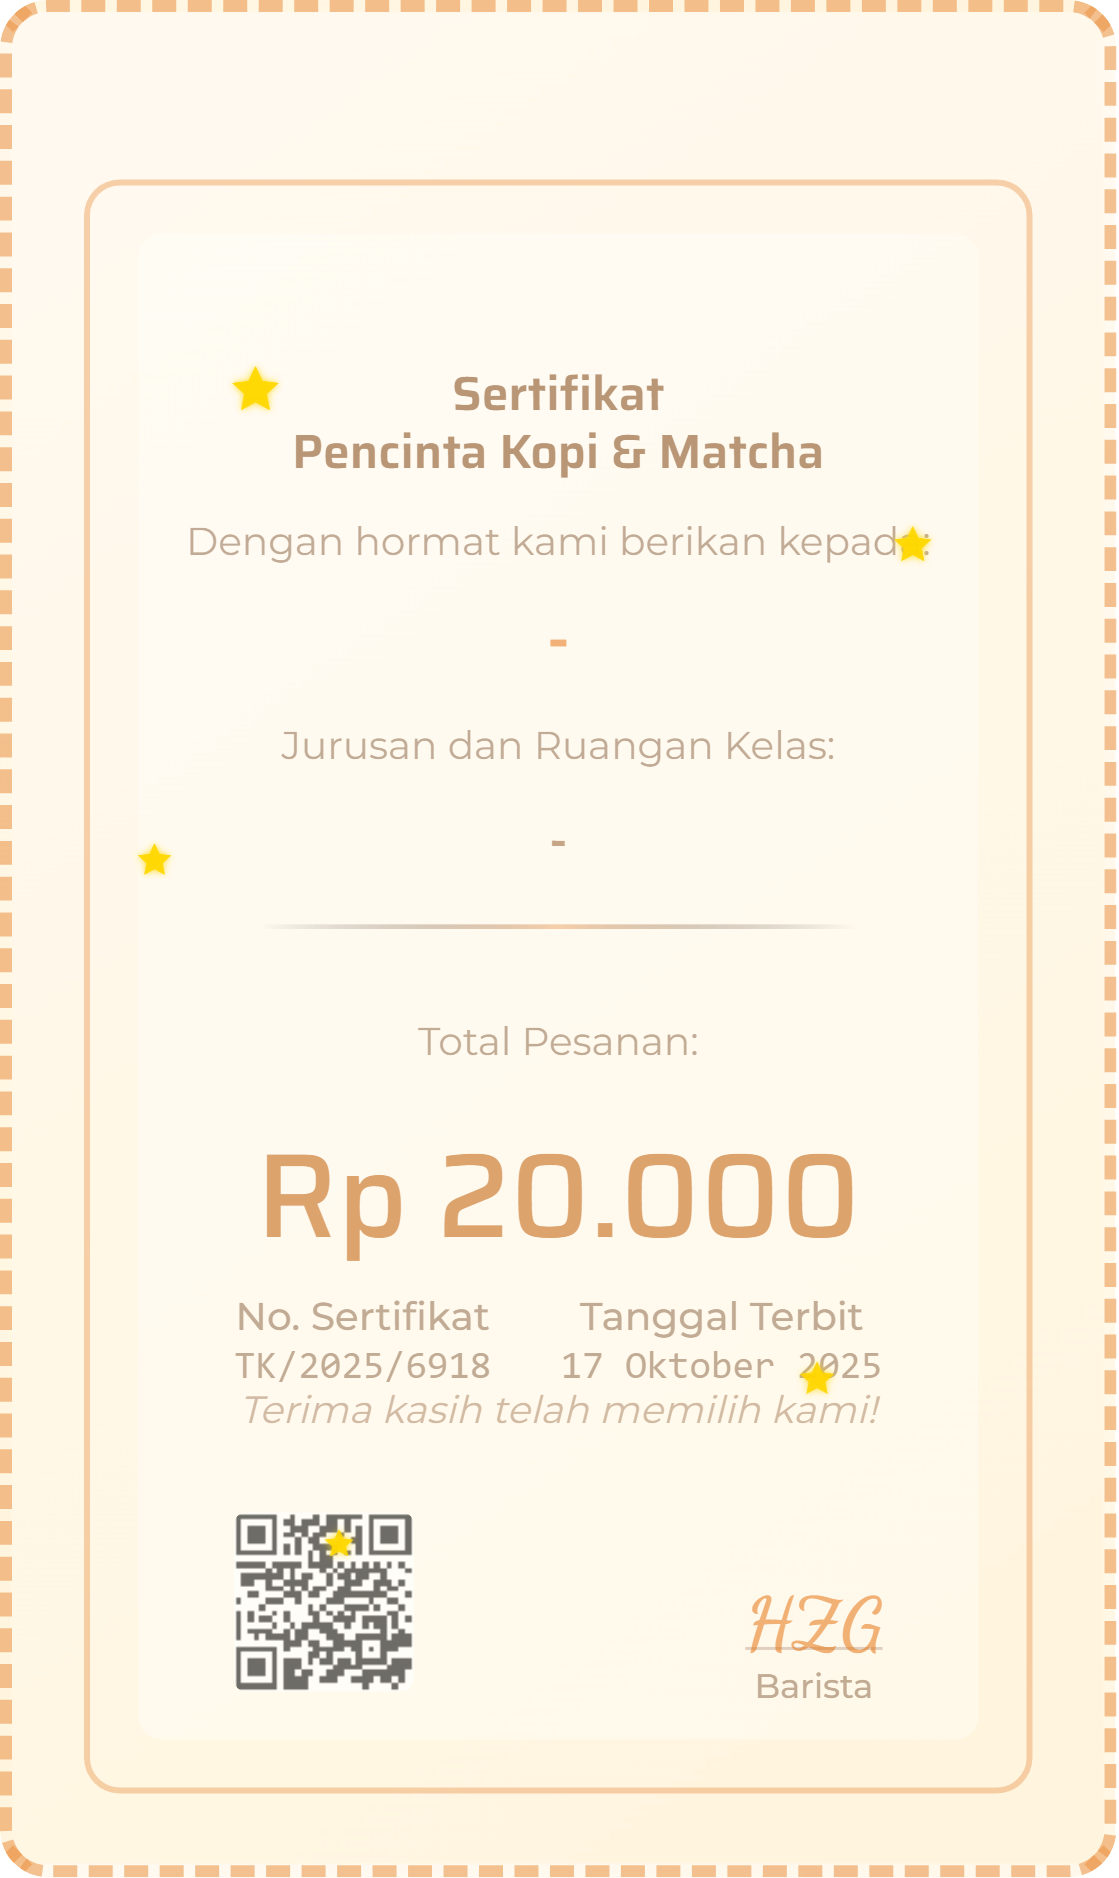 Sertifikat
Pencinta Kopi & Matcha
Dengan hormat kami berikan kepada:
-
Jurusan dan Ruangan Kelas:
-
Total Pesanan:
Rp 20.000
No. Sertifikat
TK/2025/6918
Tanggal Terbit
17 Oktober 2025
Terima kasih telah memilih kami!
HZG
Barista